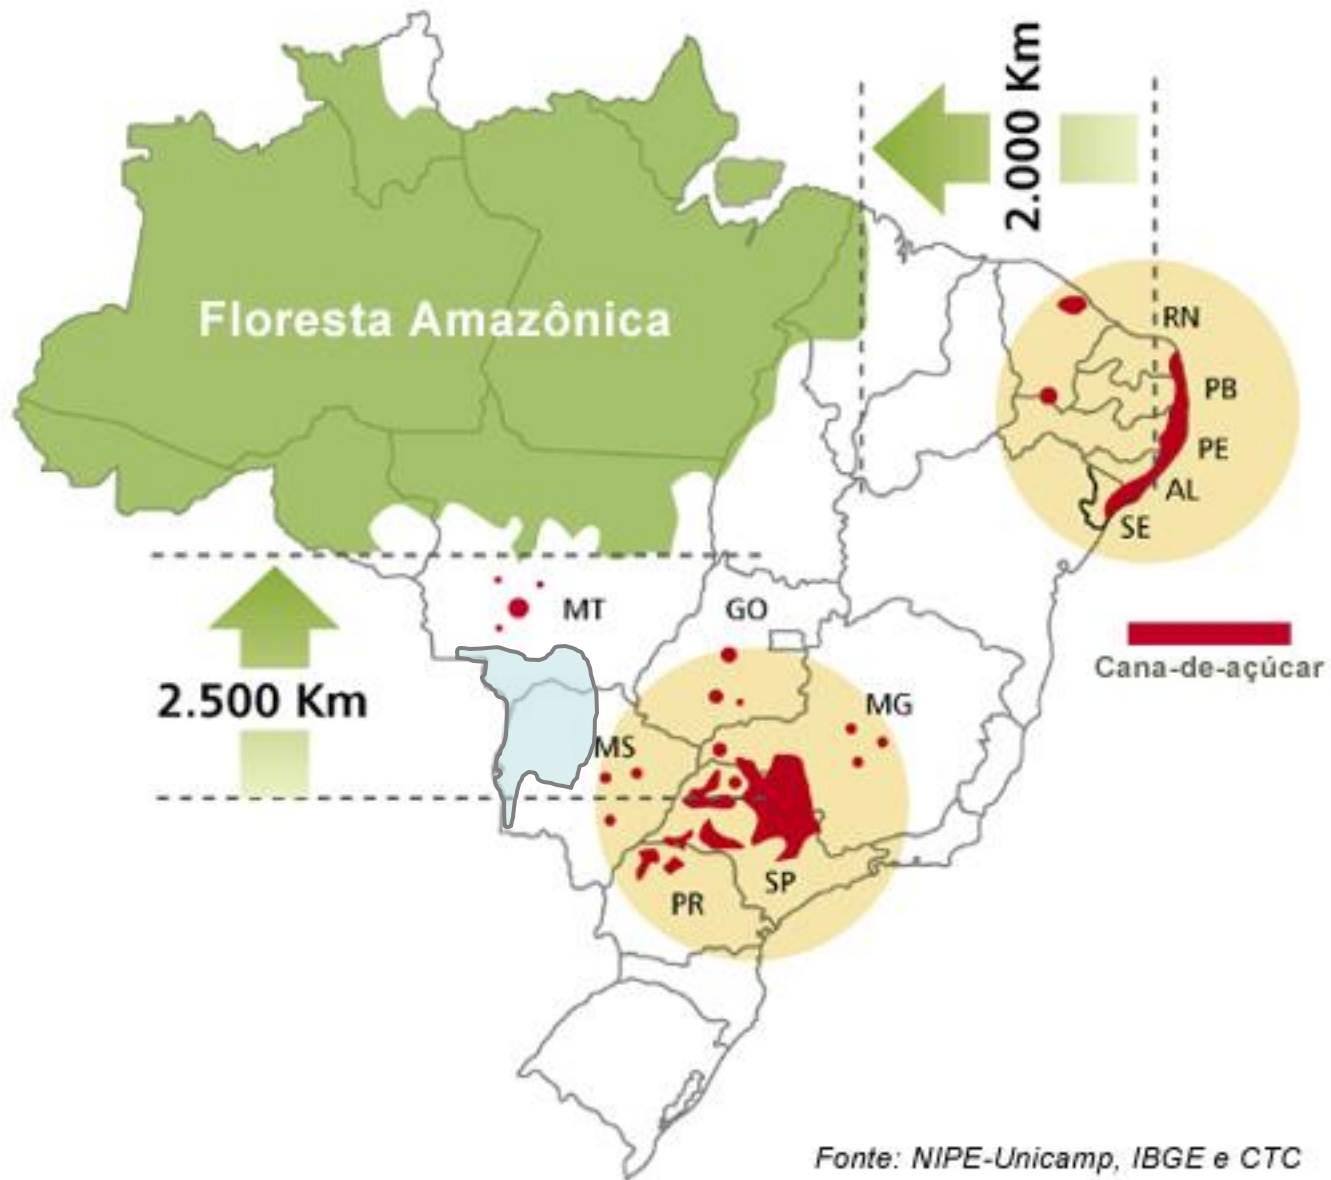 2.000 Km
Floresta Amazônica
RN
PB
PE
AL
SE
MT
GO
Cana-de-açúcar
2.500 Km
MG
MS
SP
PR
Fonte: NIPE-Unicamp, IBGE e CTC